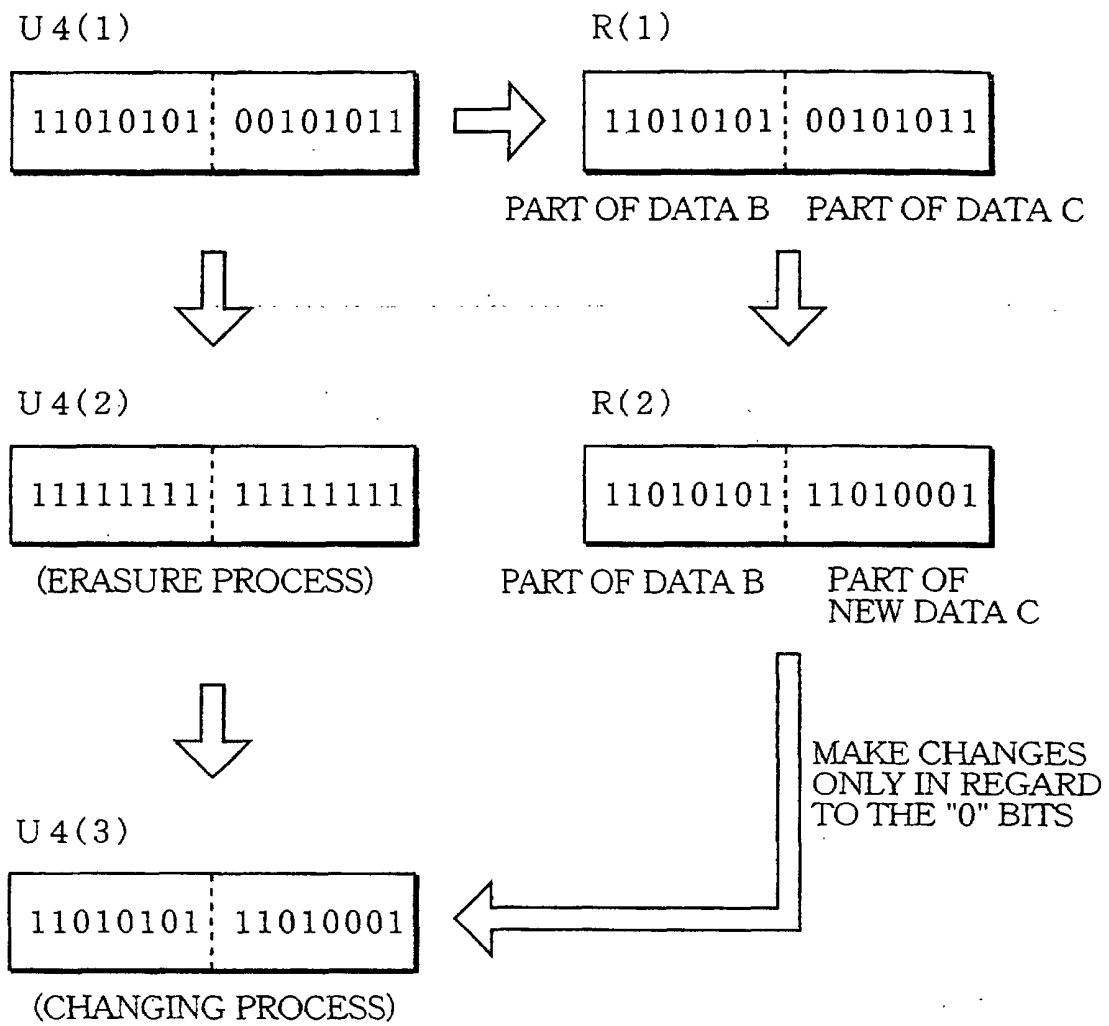 U4(1)
R(1)
11010101 00101011
11010101 00101011
PART OF DATA B PART OF DATA C
U4(2)
R(2)
11111111 11111111
11010101 11010001
(ERASURE PROCESS)
PART OF DATA B
PART OF
NEW DATA C
MAKE CHANGES
ONLY IN REGARD
TO THE "0" BITS
U4(3)
11010101 11010001
(CHANGING PROCESS)